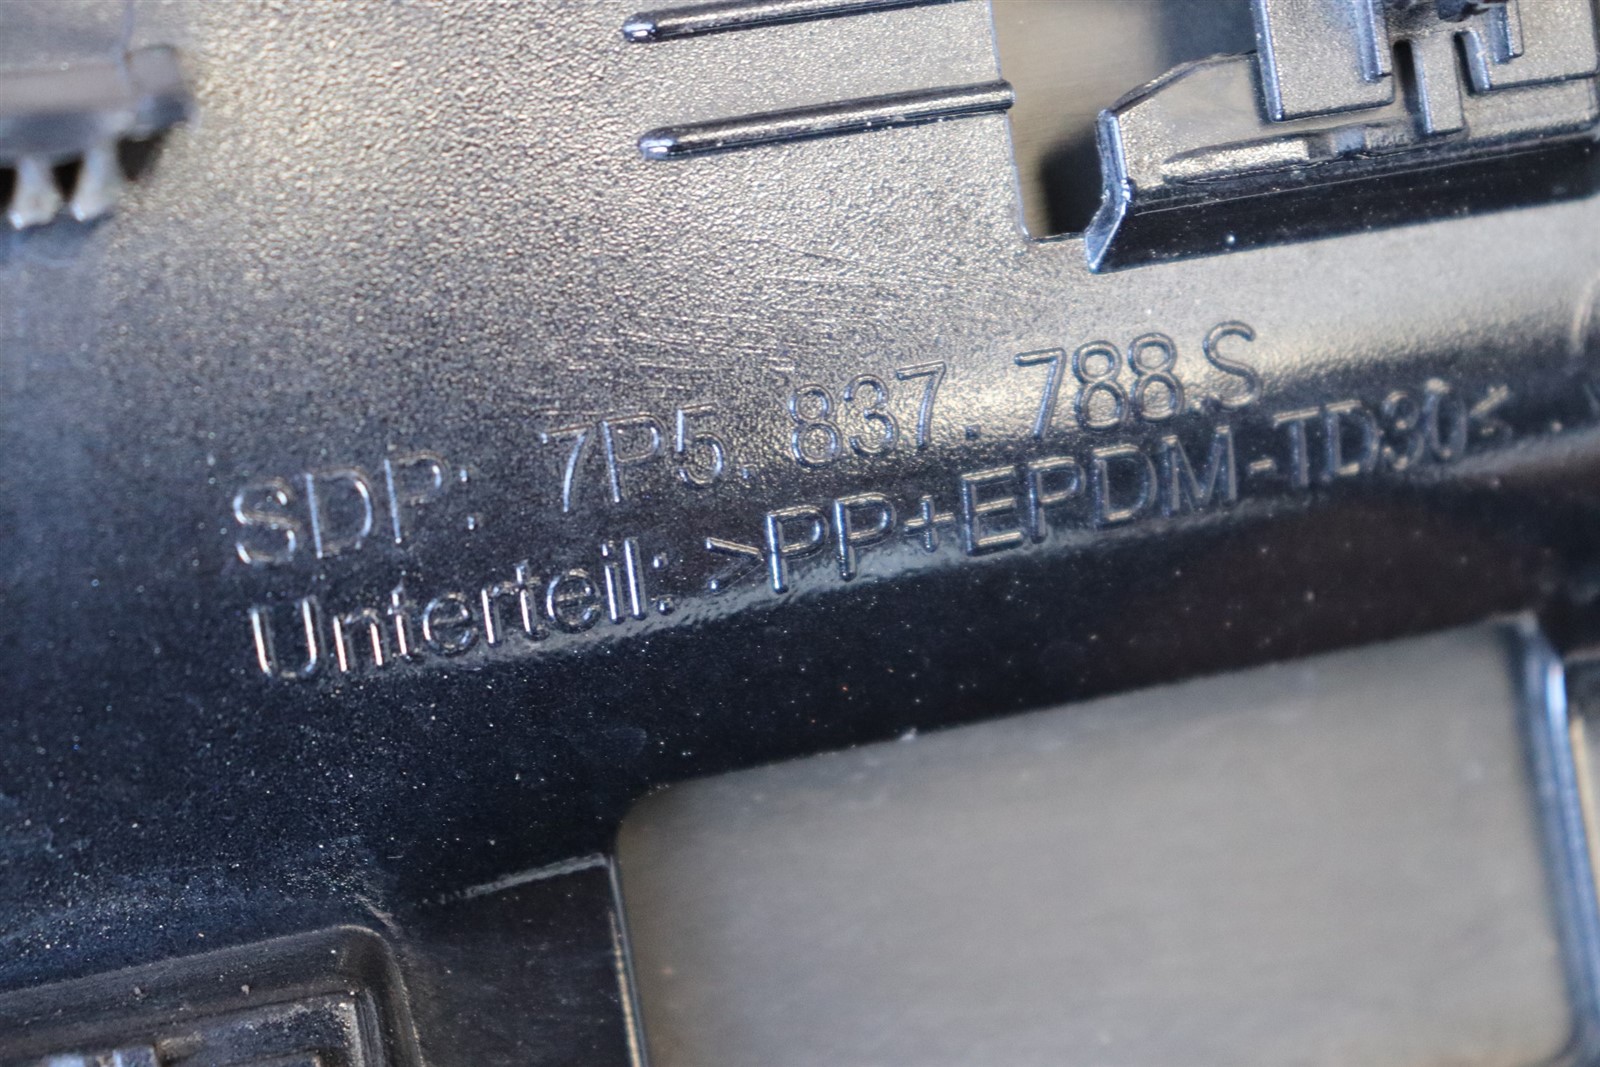 SDP: 7P5. 837. 788.S
Unterteil: >PP+EPDM-TD30<